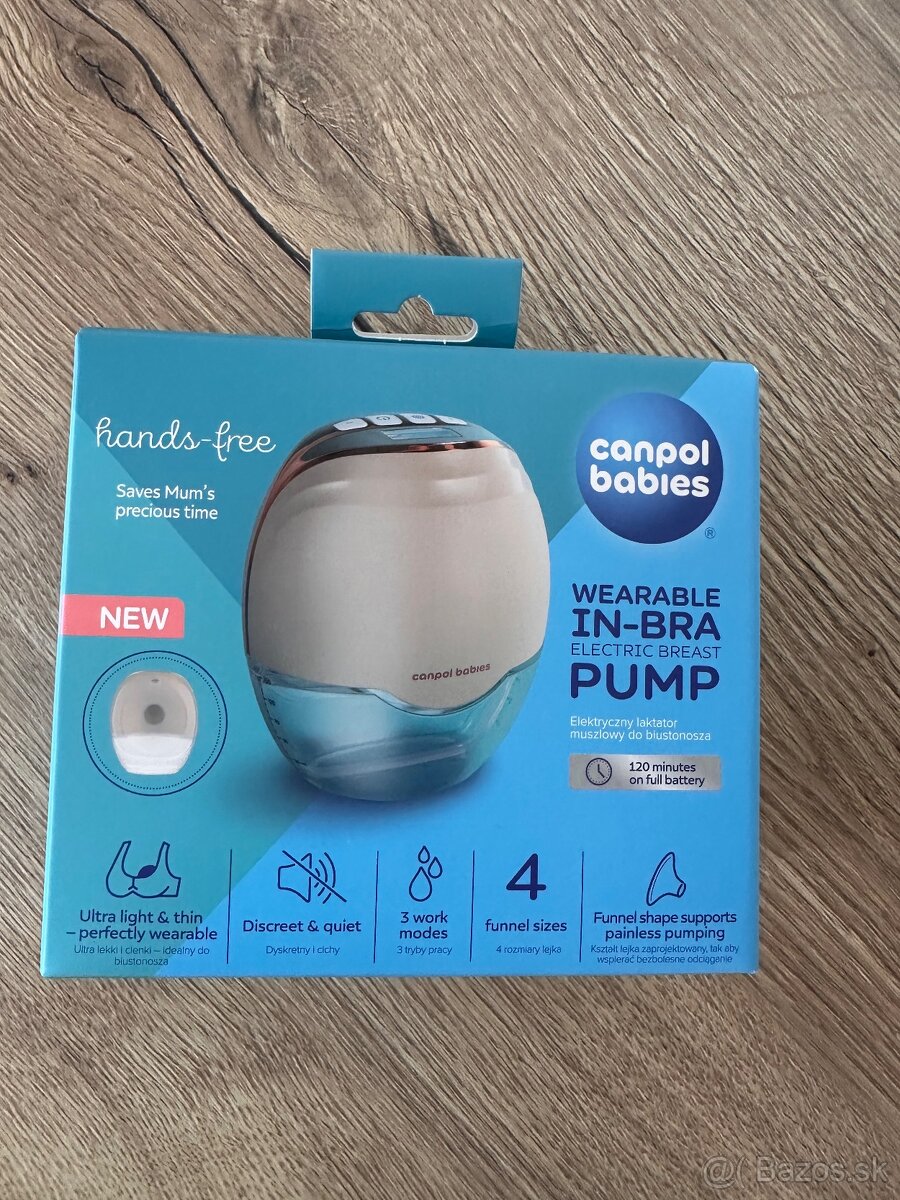 hands-free
Saves Mum's
precious time
canpol
babies
®
NEW
canpol babies
WEARABLE
IN-BRA
ELECTRIC BREAST
PUMP
Elektryczny laktator
muszlowy do biustonosza
120 minutes
on full battery
Ultra light & thin
– perfectly wearable
Ultra lekki i cienki – idealny do
biustonosza
Discreet & quiet
Dyskretny i cichy
3 work
modes
3 tryby pracy
4
funnel sizes
4 rozmiary lejka
Funnel shape supports
painless pumping
Kształt lejka zaprojektowany, tak aby
wspierać bezbolesne odciąganie
@( Bazos.sk